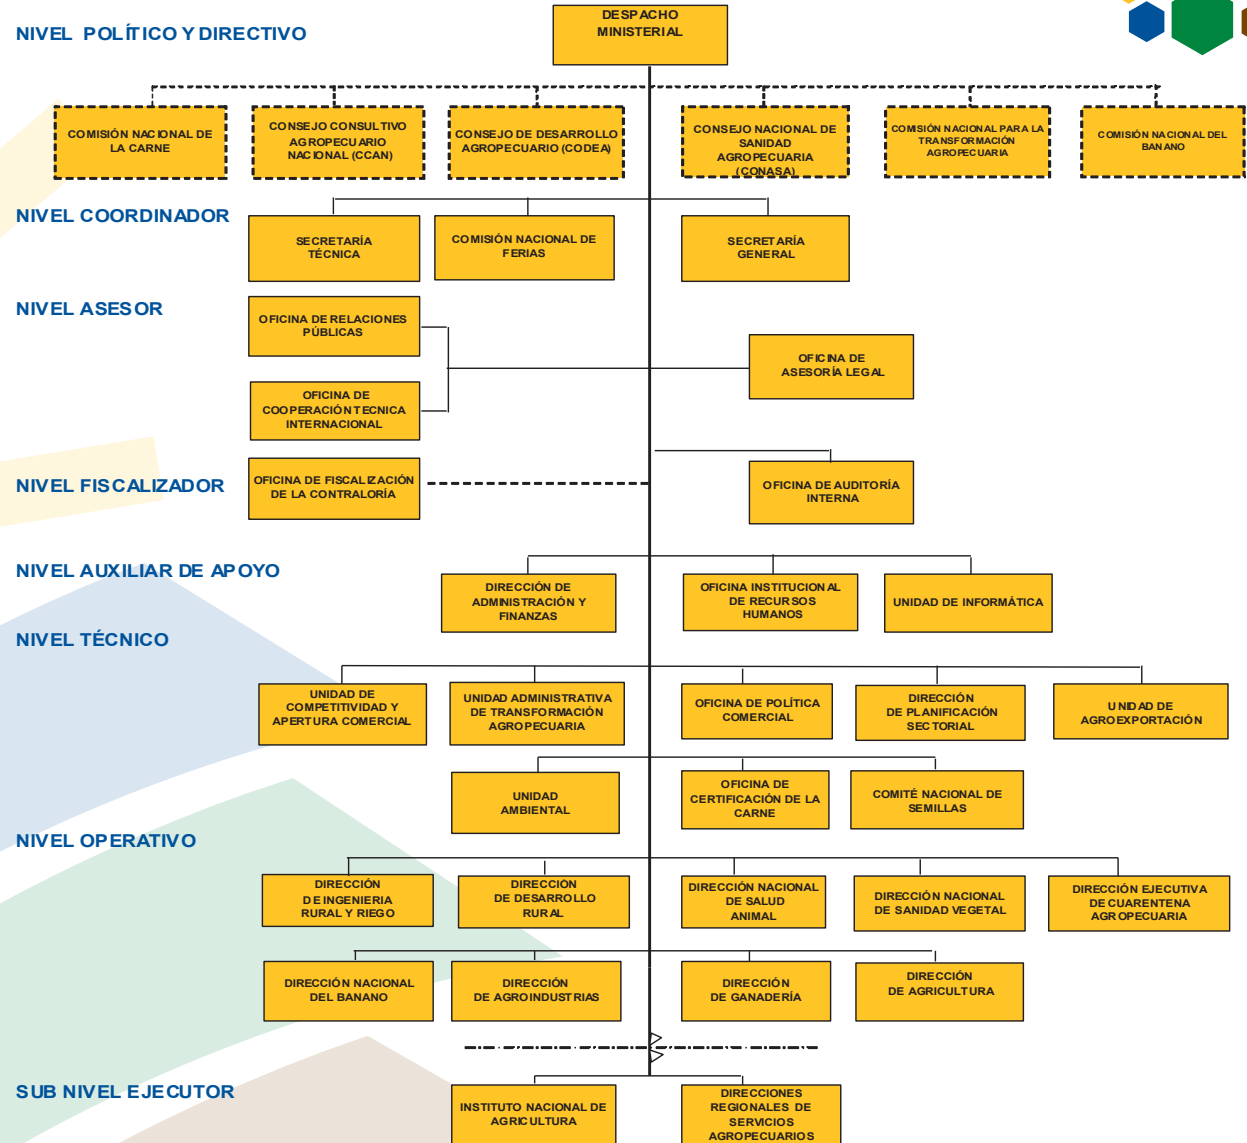 NIVEL POLÍTICO Y DIRECTIVO
DESPACHO
MINISTERIAL
COMISIÓN NACIONAL DE
LA CARNE
CONSEJO CONSULTIVO
AGROPECUARIO
NACIONAL (CCAN)
CONSEJO DE DESARROLLO
AGROPECUARIO (CODEA)
CONSEJO NACIONAL DE
SANIDAD
AGROPECUARIA
(CONASA)
COMISIÓN NACIONAL PARA LA
TRANSFORMACIÓN
AGROPECUARIA
COMISIÓN NACIONAL DEL
BANANO
NIVEL COORDINADOR
SECRETARÍA
TÉCNICA
COMISIÓN NACIONAL DE
FERIAS
SECRETARÍA
GENERAL
NIVEL ASESOR
OFICINA DE RELACIONES
PÚBLICAS
OFICINA DE
ASESORÍA LEGAL
OFICINA DE
COOPERACIÓN TECNICA
INTERNACIONAL
NIVEL FISCALIZADOR
OFICINA DE FISCALIZACIÓN
DE LA CONTRALORÍA
OFICINA DE AUDITORÍA
INTERNA
NIVEL AUXILIAR DE APOYO
DIRECCIÓN DE
ADMINISTRACIÓN Y
FINANZAS
OFICINA INSTITUCIONAL
DE RECURSOS
HUMANOS
UNIDAD DE INFORMÁTICA
NIVEL TÉCNICO
UNIDAD DE
COMPETITIVIDAD Y
APERTURA COMERCIAL
UNIDAD ADMINISTRATIVA
DE TRANSFORMACIÓN
AGROPECUARIA
OFICINA DE POLÍTICA
COMERCIAL
DIRECCIÓN
DE PLANIFICACIÓN
SECTORIAL
UNIDAD DE
AGROEXPORTACIÓN
UNIDAD
AMBIENTAL
OFICINA DE
CERTIFICACIÓN DE LA
CARNE
COMITÉ NACIONAL DE
SEMILLAS
NIVEL OPERATIVO
DIRECCIÓN
DE INGENIERIA
RURAL Y RIEGO
DIRECCIÓN
DE DESARROLLO
RURAL
DIRECCIÓN NACIONAL
DE SALUD
ANIMAL
DIRECCIÓN NACIONAL
DE SANIDAD VEGETAL
DIRECCIÓN EJECUTIVA
DE CUARENTENA
AGROPECUARIA
DIRECCIÓN NACIONAL
DEL BANANO
DIRECCIÓN
DE AGROINDUSTRIAS
DIRECCIÓN
DE GANADERÍA
DIRECCIÓN
DE AGRICULTURA
SUB NIVEL EJECUTOR
INSTITUTO NACIONAL DE
AGRICULTURA
DIRECCIONES
REGIONALES DE
SERVICIOS
AGROPECUARIOS